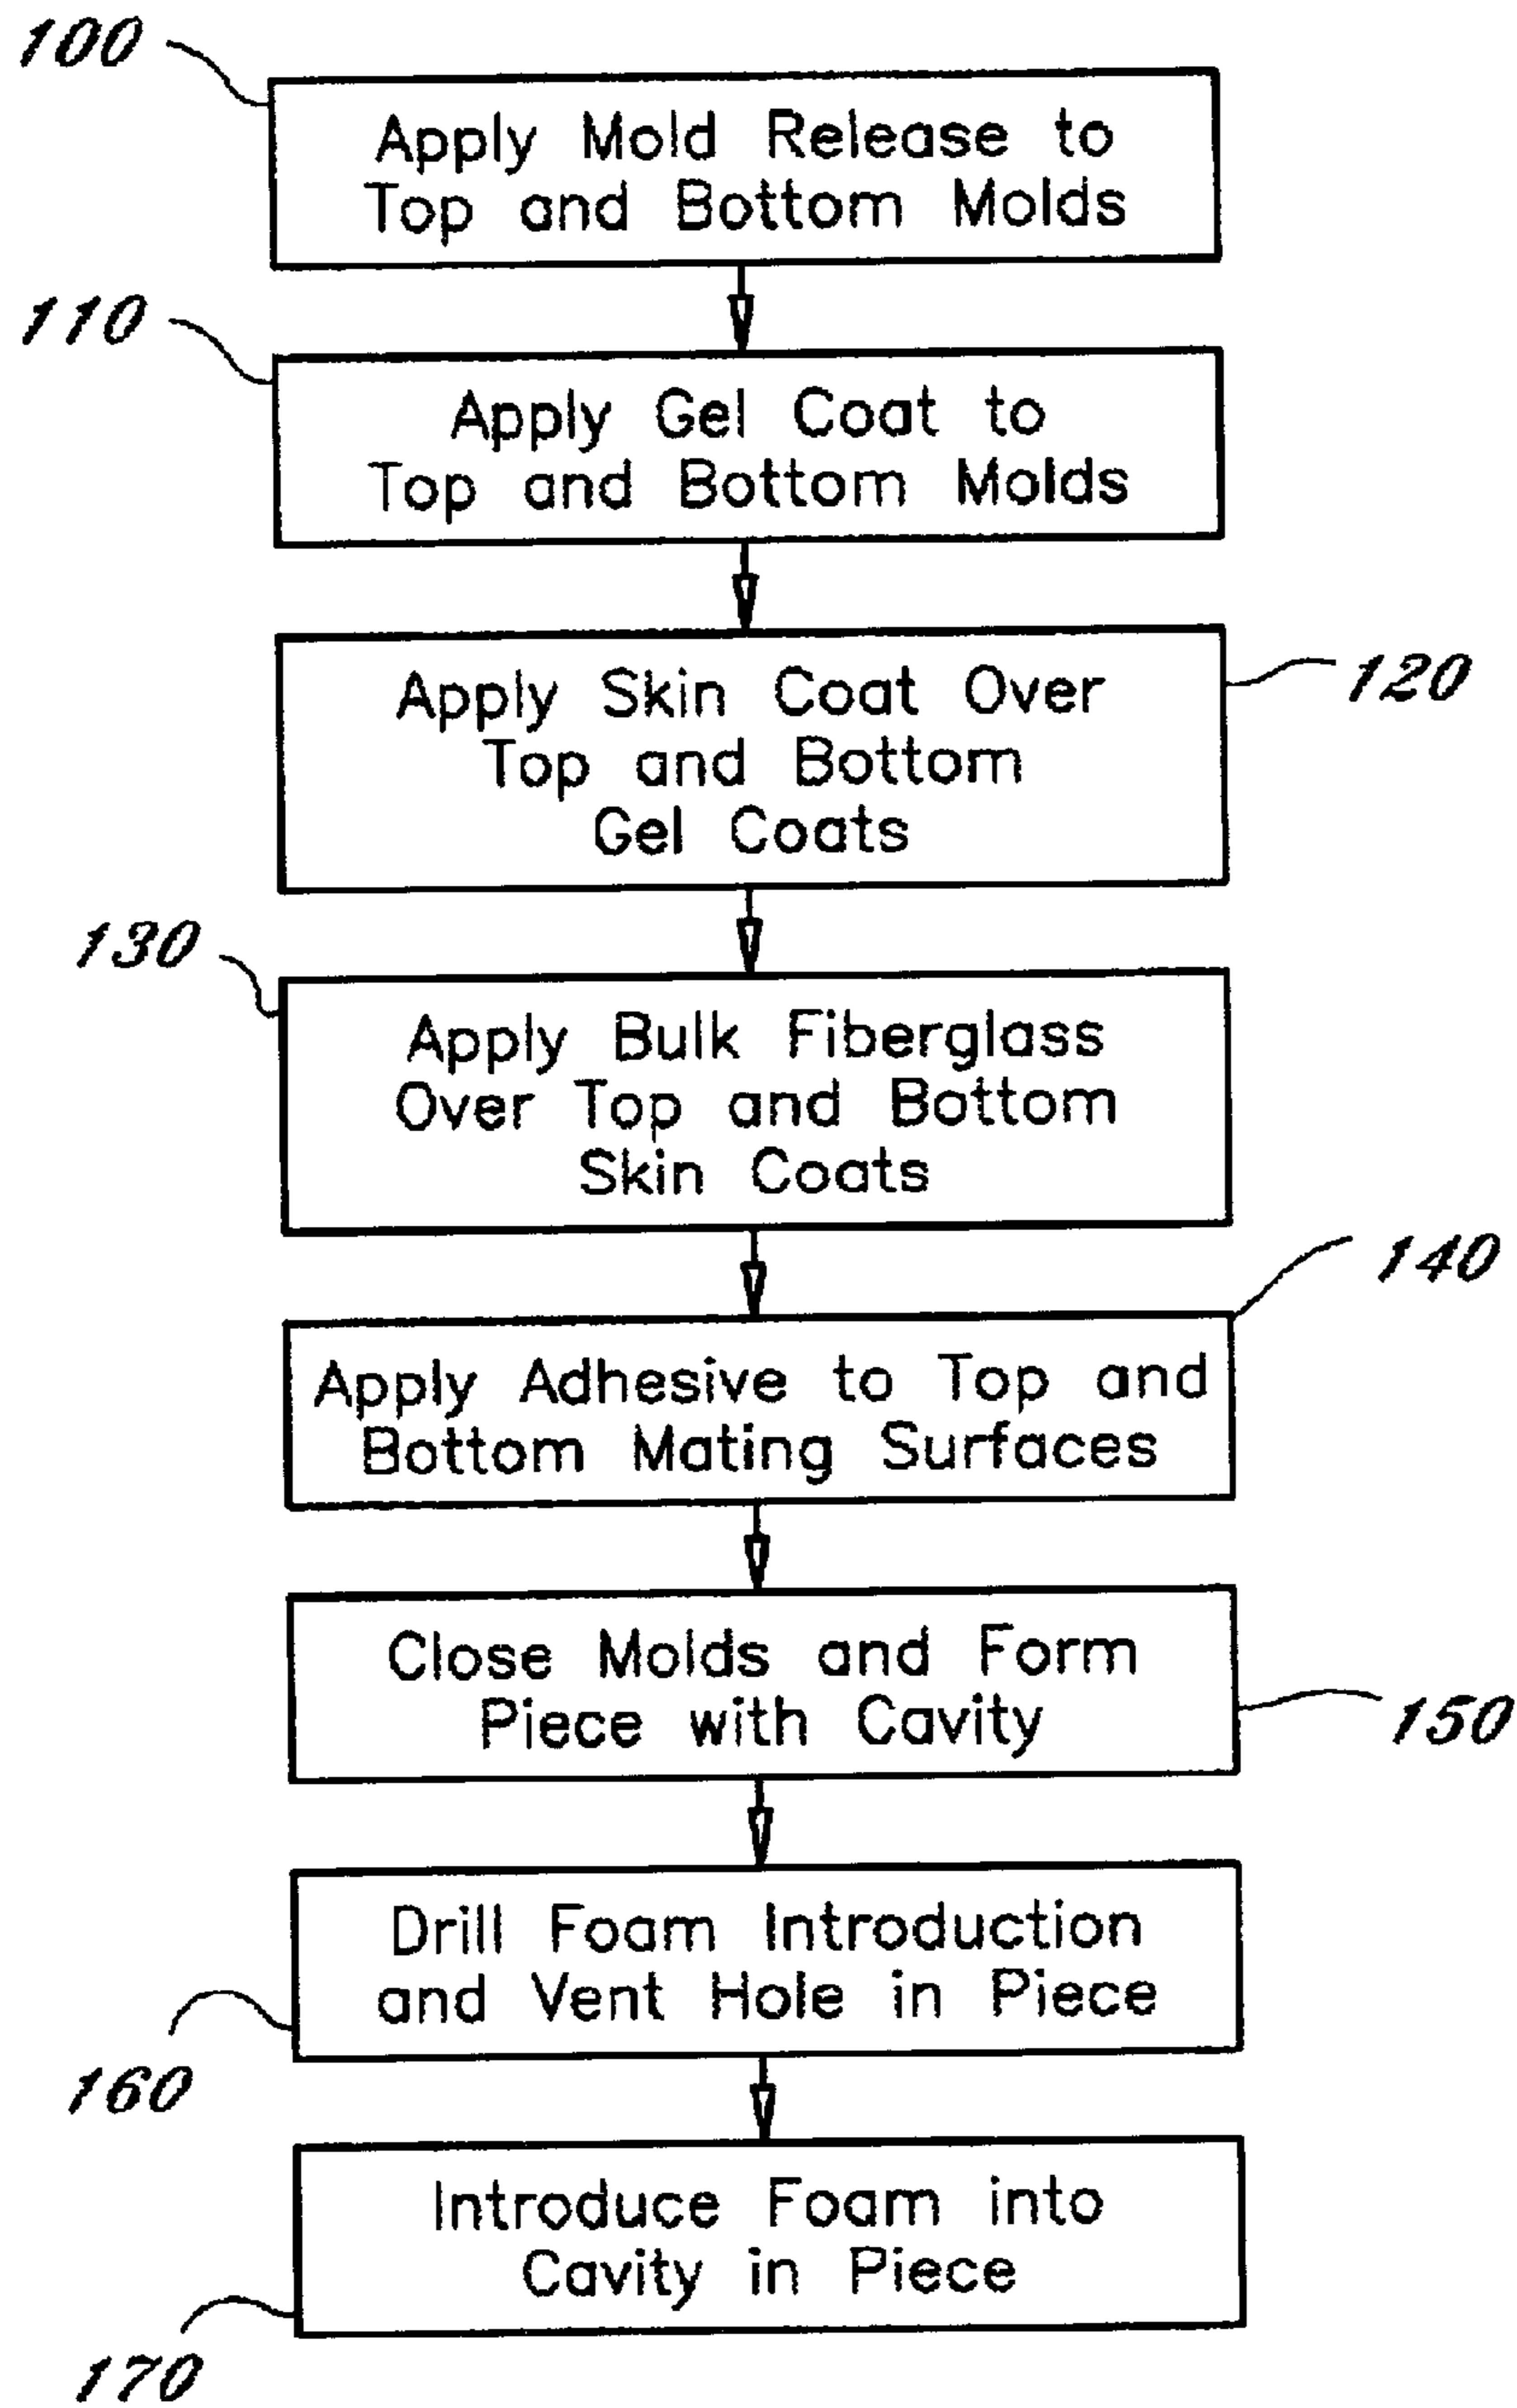 100
Apply Mold Release to
Top and Bottom Molds
110
Apply Gel Coat to
Top and Bottom Molds
120
Apply Skin Coat Over
Top and Bottom
Gel Coats
130
Apply Bulk Fiberglass
Over Top and Bottom
Skin Coats
140
Apply Adhesive to Top and
Bottom Mating Surfaces
Close Molds and Form
Piece with Cavity
150
Drill Foam Introduction
and Vent Hole in Piece
160
Introduce Foam into
Cavity in Piece
170